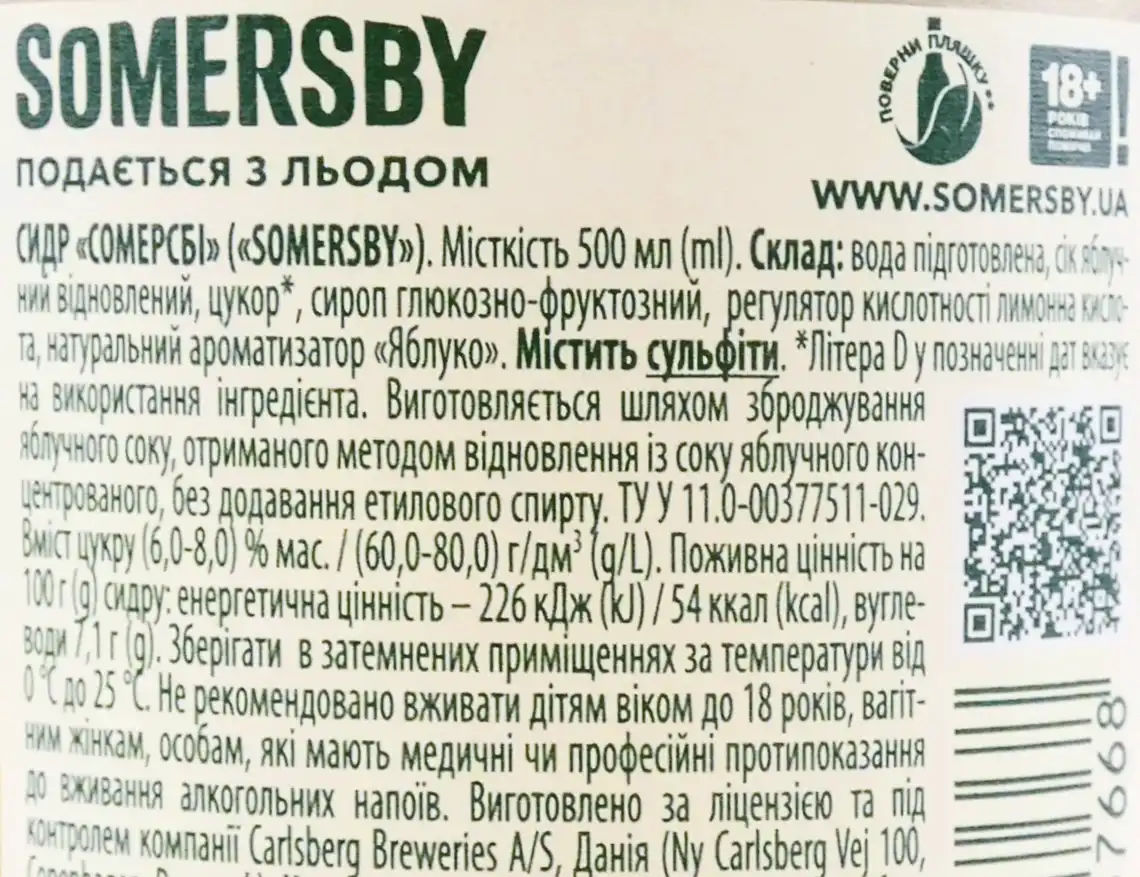 SOMERSBY
ПОДАЄТЬСЯ З ЛЬОДОМ
ПОВЕРНИ ПЛЯШКУ**
18+
РОКІВ
WWW.SOMERSBY.UA
СИДР «СОМЕРСБІ» («SOMERSBY»). Місткість 500 мл (ml). Склад: вода підготовлена, сік яблуч-
ний відновлений, цукор*, сироп глюкозно-фруктозний, регулятор кислотності лимонна кисло-
та, натуральний ароматизатор «Яблуко». Містить сульфіти. *Літера D у позначенні дат вказує
на використання інгредієнта. Виготовляється шляхом зброджування
яблучного соку, отриманого методом відновлення із соку яблучного кон-
центрованого, без додавання етилового спирту. ТУ У 11.0-00377511-029.
Вміст цукру (6,0-8,0) % мас. / (60,0-80,0) г/дм³ (g/L). Поживна цінність на
100 г (g) сидру: енергетична цінність – 226 кДж (kJ) / 54 ккал (kcal), вугле-
води 7,1 г (g). Зберігати в затемнених приміщеннях за температури від
0 °C до 25 °C. Не рекомендовано вживати дітям віком до 18 років, вагіт-
ним жінкам, особам, які мають медичні чи професійні протипоказання
до вживання алкогольних напоїв. Виготовлено за ліцензією та під
контролем компанії Carlsberg Breweries A/S, Данія (Ny Carlsberg Vej 100,
Copenhagen
97668